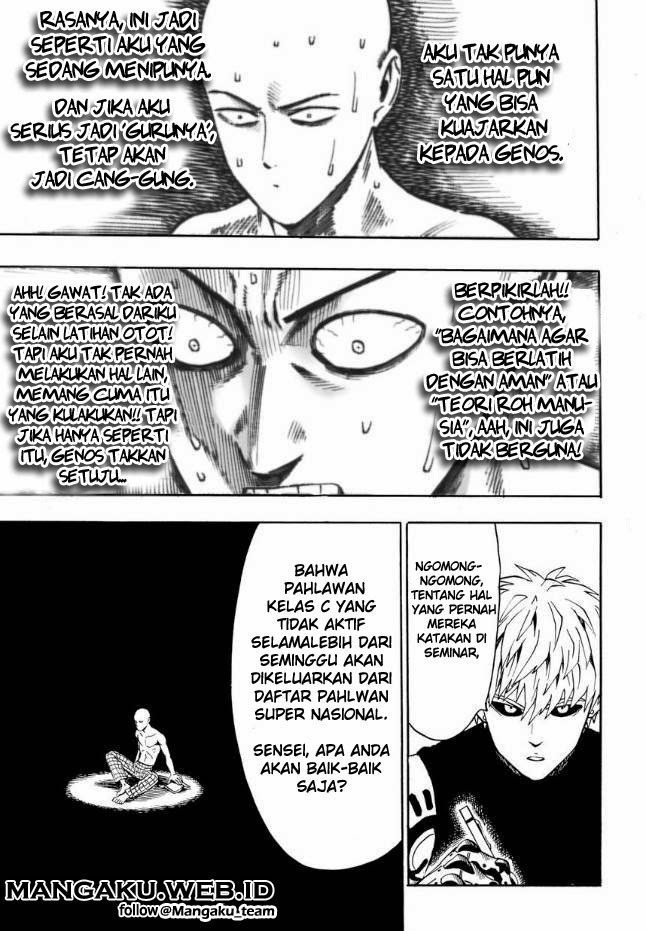 AKU TAK PUNYA
SATU HAL PUN
YANG BISA
KUAJARKAN
KEPADA GENOS.
RASANYA, INI JADI
SEPERTI AKU YANG
SEDANG MENIPUNYA.
DAN JIKA AKU
SERIUS JADI 'GURUNYA',
TETAP AKAN
JADI CANG-GUNG.
BERPIKIRLAH!!
CONTOHNYA,
"BAGAIMANA AGAR
BISA BERLATIH
DENGAN AMAN" ATAU
"TEORI ROH MANU-
SIA", AAH, INI JUGA
TIDAK BERGUNA!
AHH! GAWAT! TAK ADA
YANG BERASAL DARIKU
SELAIN LATIHAN OTOT!
TAPI AKU TAK PERNAH
MELAKUKAN HAL LAIN,
MEMANG CUMA ITU
YANG KULAKUKAN!! TAPI
JIKA HANYA SEPERTI
ITU, GENOS TAKKAN
SETUJU...
NGOMONG-
NGOMONG,
TENTANG HAL
YANG PERNAH
MEREKA
KATAKAN DI
SEMINAR,
BAHWA
PAHLAWAN
KELAS C YANG
TIDAK AKTIF
SELAMALEBIH DARI
SEMINGGU AKAN
DIKELUARKAN DARI
DAFTAR PAHLWAN
SUPER NASIONAL.
SENSEI, APA ANDA
AKAN BAIK-BAIK
SAJA?
MANGAKU.WEB.ID
follow @Mangaku_team